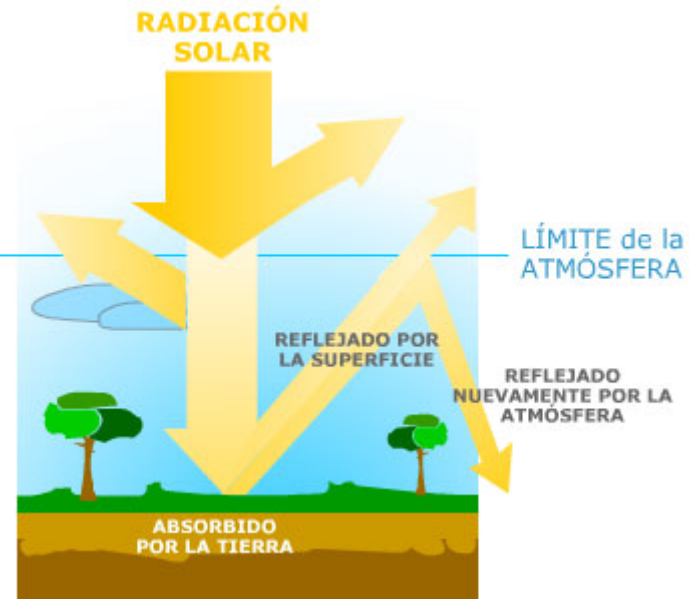 RADIACIÓN
SOLAR
LÍMITE de la
ATMÓSFERA
REFLEJADO POR
LA SUPERFICIE
REFLEJADO
NUEVAMENTE POR LA
ATMÓSFERA
ABSORBIDO
POR LA TIERRA